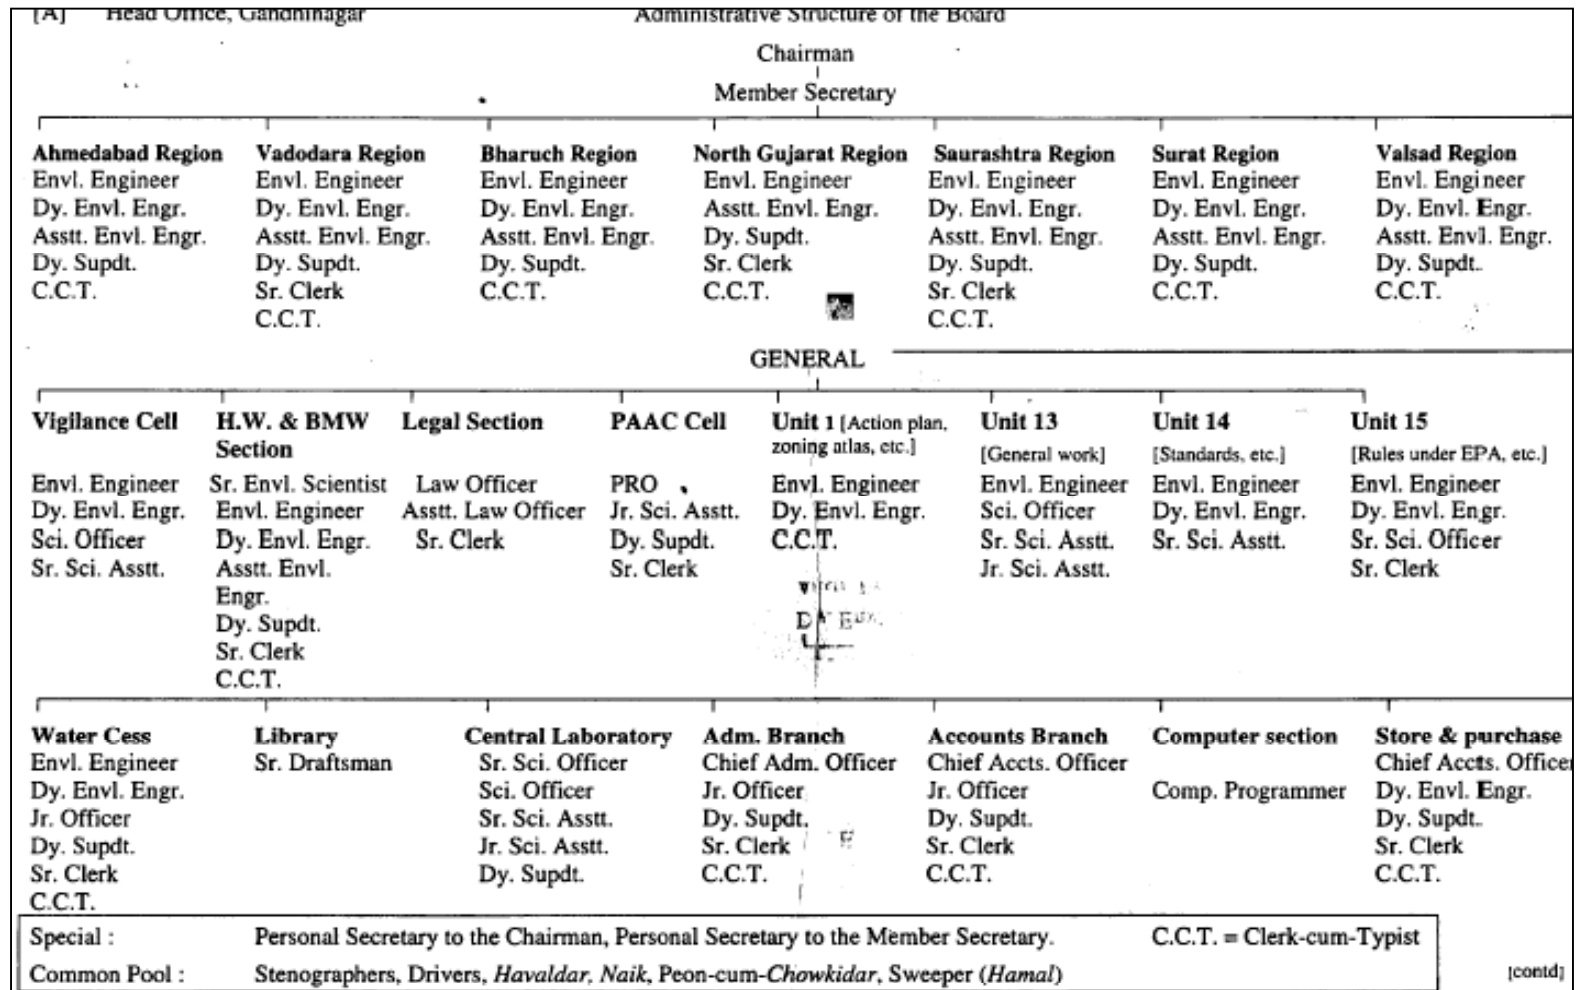 [A] Head Office, Gandhinagar Administrative Structure of the Board
Chairman
Member Secretary
Ahmedabad Region Vadodara Region Bharuch Region North Gujarat Region Saurashtra Region Surat Region Valsad Region
Envl. Engineer Envl. Engineer Envl. Engineer Envl. Engineer Envl. Engineer Envl. Engineer Envl. Engineer
Dy. Envl. Engr. Dy. Envl. Engr. Dy. Envl. Engr. Asstt. Envl. Engr. Dy. Envl. Engr. Dy. Envl. Engr. Dy. Envl. Engr.
Asstt. Envl. Engr. Asstt. Envl. Engr. Asstt. Envl. Engr. Dy. Supdt. Asstt. Envl. Engr. Asstt. Envl. Engr. Asstt. Envl. Engr.
Dy. Supdt. Dy. Supdt. Dy. Supdt. Sr. Clerk Dy. Supdt. Dy. Supdt. Dy. Supdt.
C.C.T. Sr. Clerk C.C.T. C.C.T. Sr. Clerk C.C.T. C.C.T.
C.C.T. C.C.T.
GENERAL
Vigilance Cell H.W. & BMW Legal Section PAAC Cell Unit 1 [Action plan, Unit 13 Unit 14 Unit 15
Section zoning atlas, etc.] [General work] [Standards, etc.] [Rules under EPA, etc.]
Envl. Engineer Sr. Envl. Scientist Law Officer PRO Envl. Engineer Envl. Engineer Envl. Engineer Envl. Engineer
Dy. Envl. Engr. Envl. Engineer Asstt. Law Officer Jr. Sci. Asstt. Dy. Envl. Engr. Sci. Officer Dy. Envl. Engr. Dy. Envl. Engr.
Sci. Officer Dy. Envl. Engr. Sr. Clerk Dy. Supdt. C.C.T. Sr. Sci. Asstt. Sr. Sci. Asstt. Sr. Sci. Officer
Sr. Sci. Asstt. Asstt. Envl. Sr. Clerk Jr. Sci. Asstt. Sr. Clerk
Engr.
Dy. Supdt.
Sr. Clerk
C.C.T.
Water Cess Library Central Laboratory Adm. Branch Accounts Branch Computer section Store & purchase
Envl. Engineer Sr. Draftsman Sr. Sci. Officer Chief Adm. Officer Chief Accts. Officer Chief Accts. Officer
Dy. Envl. Engr. Sci. Officer Jr. Officer Jr. Officer Comp. Programmer Dy. Envl. Engr.
Jr. Officer Sr. Sci. Asstt. Dy. Supdt. Dy. Supdt. Dy. Supdt.
Dy. Supdt. Jr. Sci. Asstt. Sr. Clerk Sr. Clerk Sr. Clerk
Sr. Clerk Dy. Supdt. C.C.T. C.C.T. C.C.T.
C.C.T.
Special : Personal Secretary to the Chairman, Personal Secretary to the Member Secretary. C.C.T. = Clerk-cum-Typist
Common Pool : Stenographers, Drivers, Havaldar, Naik, Peon-cum-Chowkidar, Sweeper (Hamal) [contd]